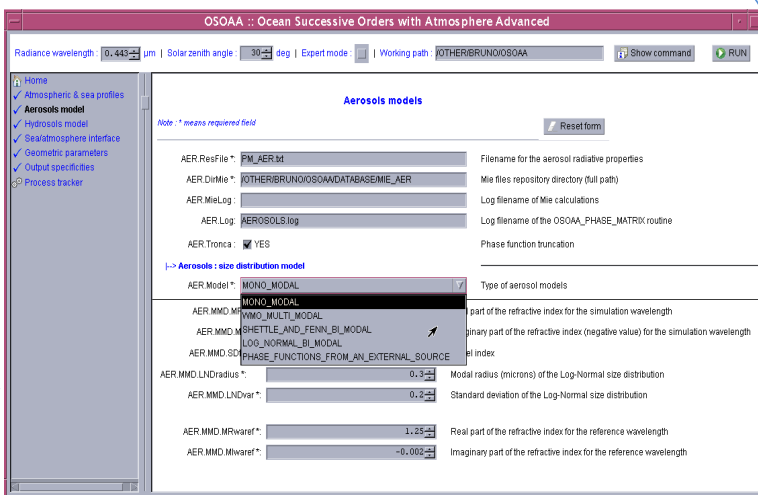 OSOAA :: Ocean Successive Orders with Atmosphere Advanced
Radiance wavelength : 0.443 µm | Solar zenith angle : 30 deg | Expert mode : | Working path : /OTHER/BRUNO/OSOAA Show command RUN
Home
Atmospheric & sea profiles
Aerosols model
Hydrosols model
Sea/atmosphere interface
Geometric parameters
Output specificities
Process tracker
Aerosols models
Note : * means requiered field
Reset form
AER.ResFile *: PM_AER.txt Filename for the aerosol radiative properties
AER.DirMie *: /OTHER/BRUNO/OSOAA/DATABASE/MIE_AER Mie files repository directory (full path)
AER.MieLog : Log filename of Mie calculations
AER.Log: AEROSOLS.log Log filename of the OSOAA_PHASE_MATRIX routine
AER.Tronca : YES Phase function truncation
|--> Aerosols : size distribution model
AER.Model *: MONO_MODAL Type of aerosol models
MONO_MODAL
WMO_MULTI_MODAL
SHETTLE_AND_FENN_BI_MODAL
LOG_NORMAL_BI_MODAL
PHASE_FUNCTIONS_FROM_AN_EXTERNAL_SOURCE
AER.MMD.MR part of the refractive index for the simulation wavelength
AER.MMD.M ginary part of the refractive index (negative value) for the simulation wavelength
AER.MMD.SD el index
AER.MMD.LNDradius *: 0.3 Modal radius (microns) of the Log-Normal size distribution
AER.MMD.LNDvar *: 0.2 Standard deviation of the Log-Normal size distribution
AER.MMD.MRwaref *: 1.25 Real part of the refractive index for the reference wavelength
AER.MMD.MIwaref *: -0.002 Imaginary part of the refractive index for the reference wavelength